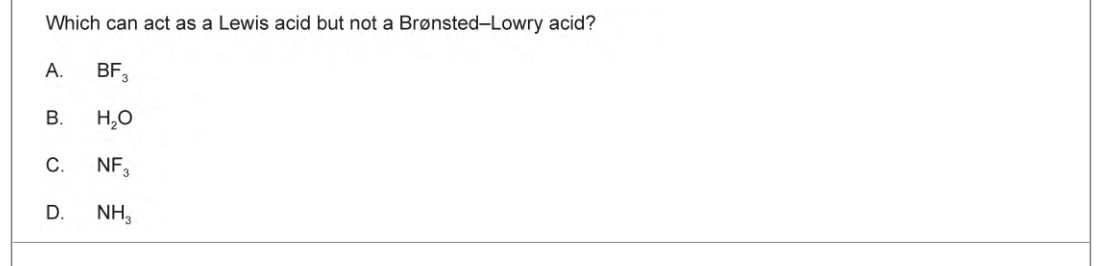 Which can act as a Lewis acid but not a Brønsted–Lowry acid?
A. BF₃
B. H₂O
C. NF₃
D. NH₃